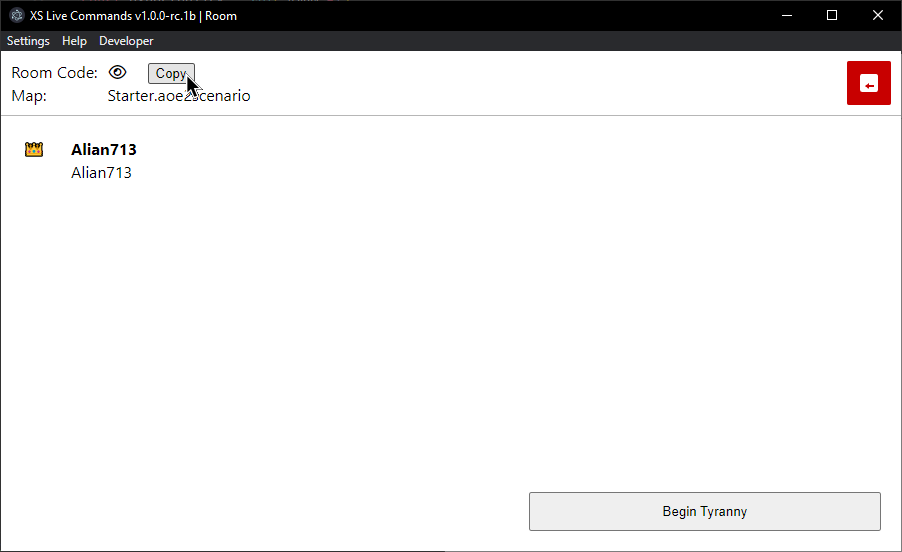 XS Live Commands v1.0.0-rc.1b | Room
Settings Help Developer
Room Code: Copy
Map: Starter.aoe2scenario
Alian713
Alian713
Begin Tyranny